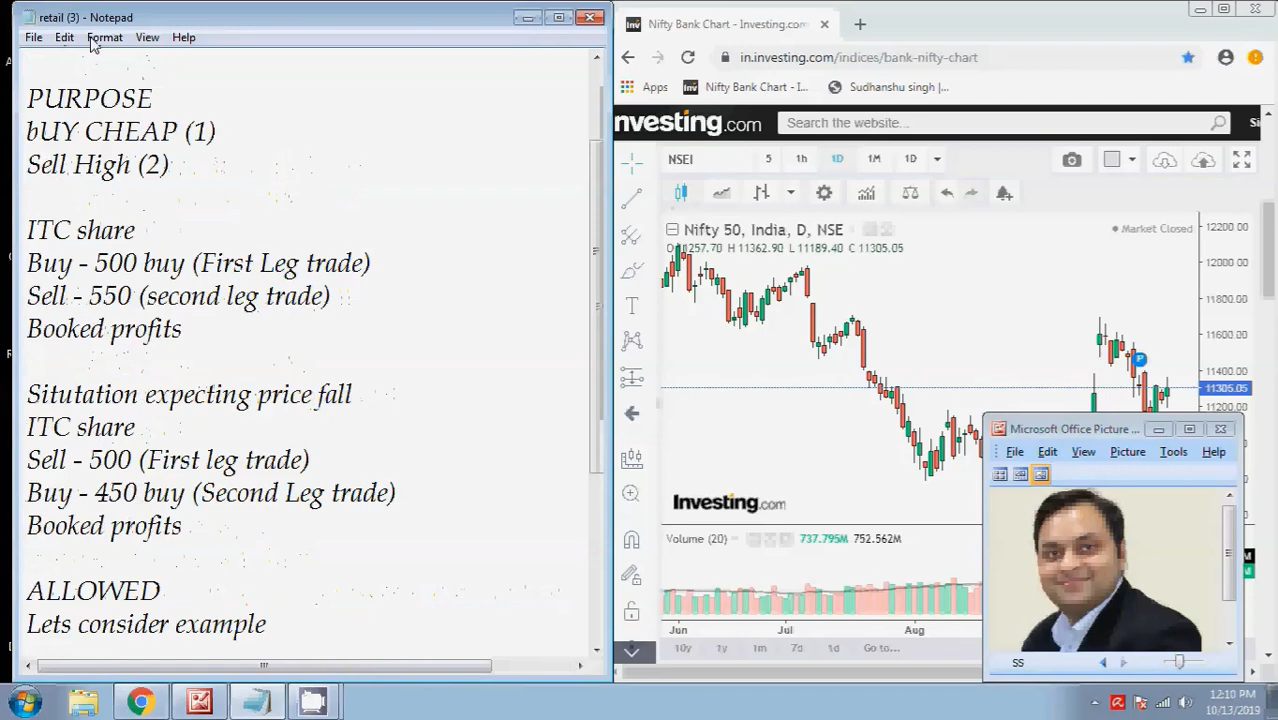 retail (3) - Notepad
File Edit Format View Help
PURPOSE
bUY CHEAP (1)
Sell High (2)
ITC share
Buy - 500 buy (First Leg trade)
Sell - 550 (second leg trade)
Booked profits
Situtation expecting price fall
ITC share
Sell - 500 (First leg trade)
Buy - 450 buy (Second Leg trade)
Booked profits
ALLOWED
Lets consider example
Inv Nifty Bank Chart - Investing.com
in.investing.com/indices/bank-nifty-chart
Apps Inv Nifty Bank Chart - I... Sudhanshu singh |...
nvesting.com Search the website... Si
NSEI 5 1h 1D 1M 1D
Nifty 50, India, D, NSE
Market Closed
H 11362.90 L 11189.40 C 11305.05
12200.00
12000.00
11800.00
11600.00
11400.00
11305.05
11200.00
P
Investing.com
Volume (20) 737.795M 752.562M
Jun Jul Aug
10y 1y 1m 7d 1d Go to...
Microsoft Office Picture ...
File Edit View Picture Tools Help
SS
12:10 PM
10/13/2019